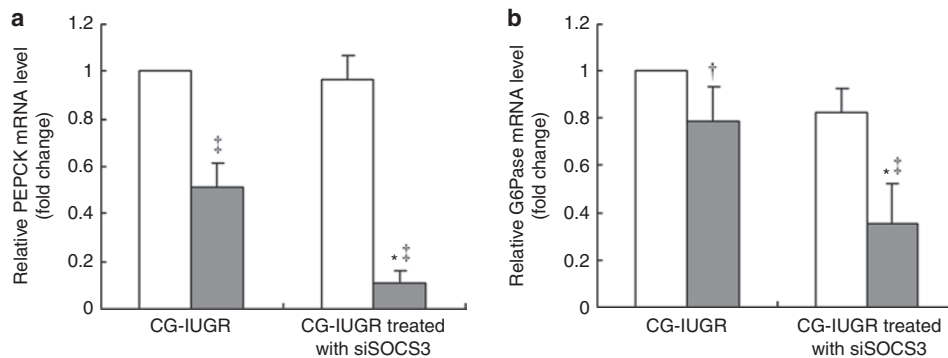 a
Relative PEPCK mRNA level
(fold change)
1.2
1
0.8
0.6
0.4
0.2
0
‡
* ‡
CG-IUGR
CG-IUGR treated
with siSOCS3
b
Relative G6Pase mRNA level
(fold change)
1.2
1
0.8
0.6
0.4
0.2
0
†
* ‡
CG-IUGR
CG-IUGR treated
with siSOCS3